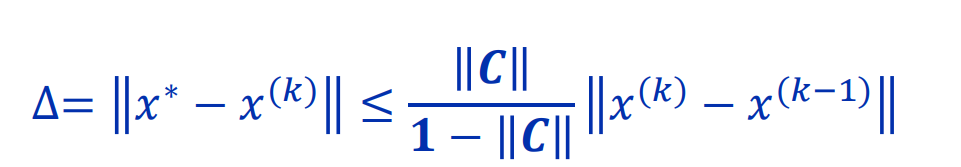 Δ= ‖x* − x^(k)‖ ≤ ‖C‖ / (1 − ‖C‖) ‖x^(k) − x^(k−1)‖